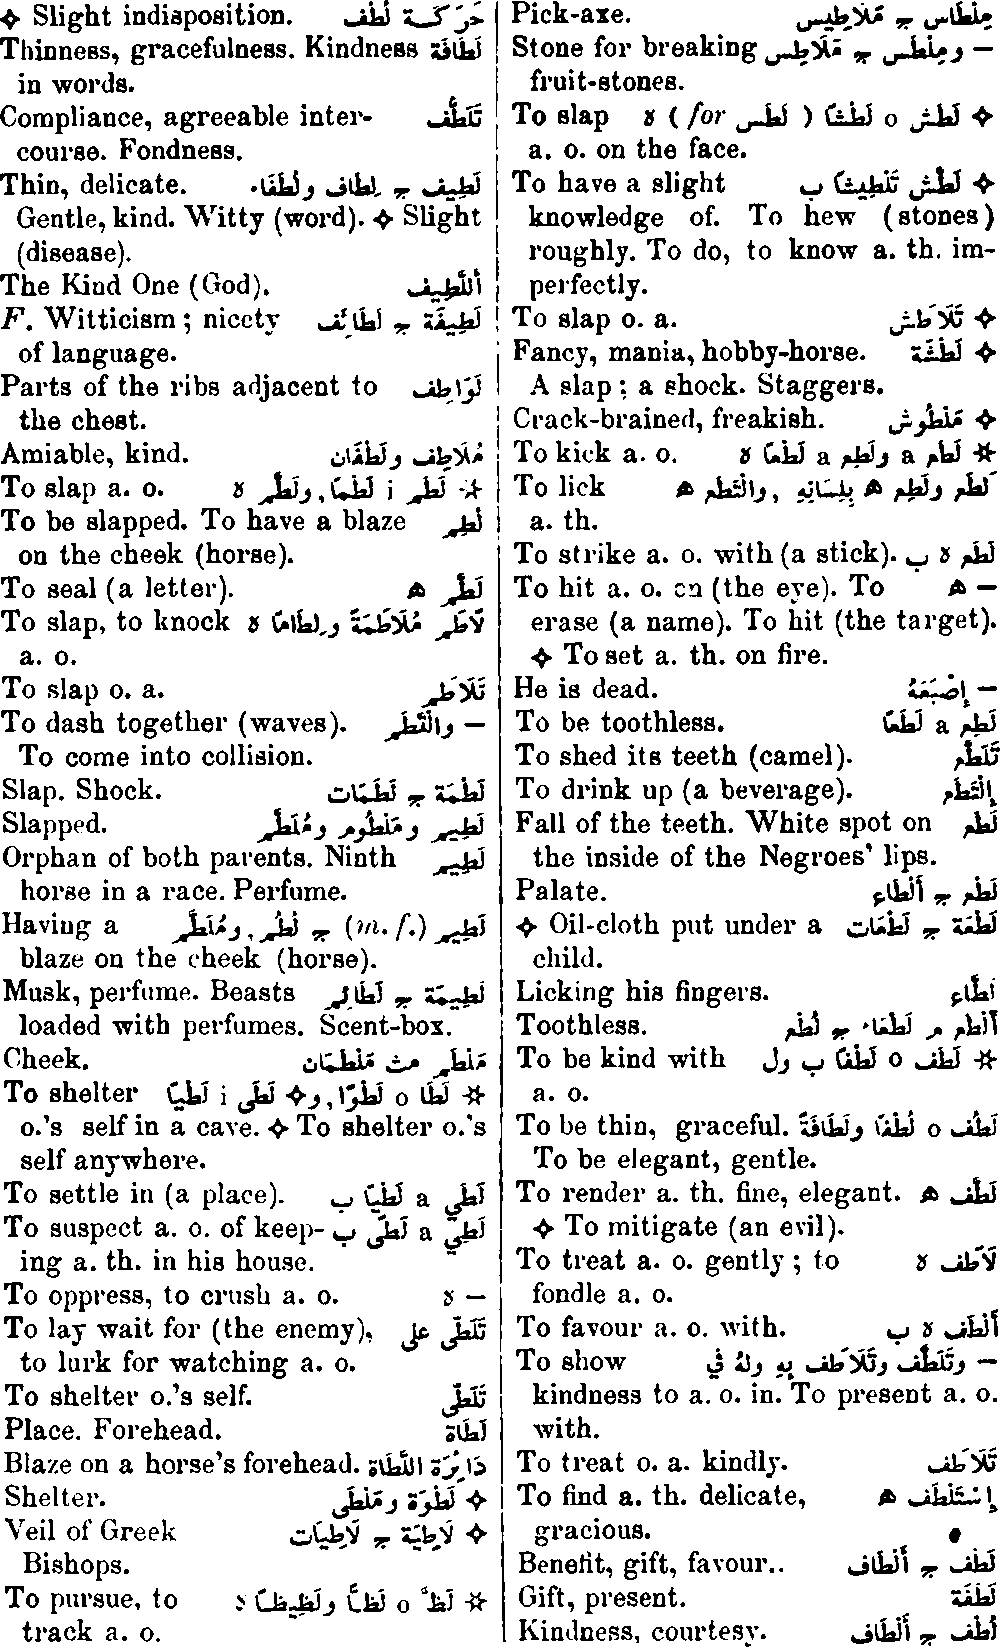 Pick-axe. مِلْطَاس ج مَلَاطِيس
Stone for breaking وَمِلْطَس ج مَلَاطِس —
fruit-stones.
To slap ه ( for لَطَس ) لَطَش o لَطْشًا ✧
a. o. on the face.
To have a slight لَطَّش تَلْطِيشًا ب ✧
knowledge of. To hew (stones)
roughly. To do, to know a. th. im-
perfectly.
To slap o. a. تَلَاطَش ✧
Fancy, mania, hobby-horse. لَطْشَة ✧
A slap; a shock. Staggers.
Crack-brained, freakish. مَلْطُوش ✧
To kick a. o. لَطَع a ولَطِع a لَطْعًا ه ✲
To lick لَطَع ولَطِع ه بِلِسَانِهِ, والْتَطَع ه
a. th.
To strike a. o. with (a stick). لَطَع ه ب
To hit a. o. on (the eye). To ه —
erase (a name). To hit (the target).
✧ To set a. th. on fire.
He is dead. إِصْبَعَهُ —
To be toothless. لَطِع a لَطَعًا
To shed its teeth (camel). تَلَطَّع
To drink up (a beverage). إِلْتَطَع
Fall of the teeth. White spot on لَطَع
the inside of the Negroes' lips.
Palate. لَطَع ج أَلْطَاع
✧ Oil-cloth put under a لَطْعَة ج لَطْعَات
child.
Licking his fingers. لَطَّاع
Toothless. أَلْطَع م لَطْعَاء ج لُطْع
To be kind with لَطَف o لُطْفًا ب ول ✲
a. o.
To be thin, graceful. لَطُف o لُطْفًا ولَطَافَةً
To be elegant, gentle.
To render a. th. fine, elegant. لَطَّف ه
✧ To mitigate (an evil).
To treat a. o. gently; to لَاطَف ه
fondle a. o.
To favour a. o. with. أَلْطَف ه ب
To show وتَلَطَّف وتَلَاطَف بِهِ ولهُ في —
kindness to a. o. in. To present a. o.
with.
To treat o. a. kindly. تَلَاطَف
To find a. th. delicate, إِسْتَلْطَف ه
gracious.
Benefit, gift, favour.. لَطَف ج أَلْطَاف
Gift, present. لَطَفَة
Kindness, courtesy. لُطْف ج أَلْطَاف
✧ Slight indisposition. حَرَكَة لُطْف
Thinness, gracefulness. Kindness لَطَافَة
in words.
Compliance, agreeable inter- تَلَطُّف
course. Fondness.
Thin, delicate. لَطِيف ج لِطَاف ولُطَفَاء
Gentle, kind. Witty (word). ✧ Slight
(disease).
The Kind One (God). أَللَّطِيف
F. Witticism; nicety لَطِيفَة ج لَطَائِف
of language.
Parts of the ribs adjacent to لَوَاطِف
the chest.
Amiable, kind. مُلَاطِف ولَطْفَان
To slap a. o. لَطَم i لَطْمًا, ولَطَّم ه ✲
To be slapped. To have a blaze لُطِم
on the cheek (horse).
To seal (a letter). لَطَّم ه
To slap, to knock لَاطَم مُلَاطَمَةً ولِطَامًا ه
a. o.
To slap o. a. تَلَاطَم
To dash together (waves). والْتَطَم —
To come into collision.
Slap. Shock. لَطْمَة ج لَطَمَات
Slapped. لَطِيم ومَلْطُوم ومُلَطَّم
Orphan of both parents. Ninth لَطِيم
horse in a race. Perfume.
Having a لَطِيم (m. f.) ج لُطُم, ومُلَطَّم
blaze on the cheek (horse).
Musk, perfume. Beasts لَطِيمَة ج لَطَائِم
loaded with perfumes. Scent-box.
Cheek. مَلْطَم مث مَلْطَمَان
To shelter لَطَا o لَطْوًا, و✧ لَطَى i لَطْيًا ✲
o.'s self in a cave. ✧ To shelter o.'s
self anywhere.
To settle in (a place). لَطِي a لَطْيًا ب
To suspect a. o. of keep- لَطِيَ a لَطًى ب
ing a. th. in his house.
To oppress, to crush a. o. ه —
To lay wait for (the enemy), تَلَطَّى على
to lurk for watching a. o.
To shelter o.'s self. تَلَطَّى
Place. Forehead. لَطَاة
Blaze on a horse's forehead. دَائِرَة اللَّطَاة
Shelter. لَطْوَة ومَلْطَى ✧
Veil of Greek لَاطِيَة ج لَاطِيَات ✧
Bishops.
To pursue, to لَظَّ o لَظًّا ولَظِيظًا ه ✲
track a. o.